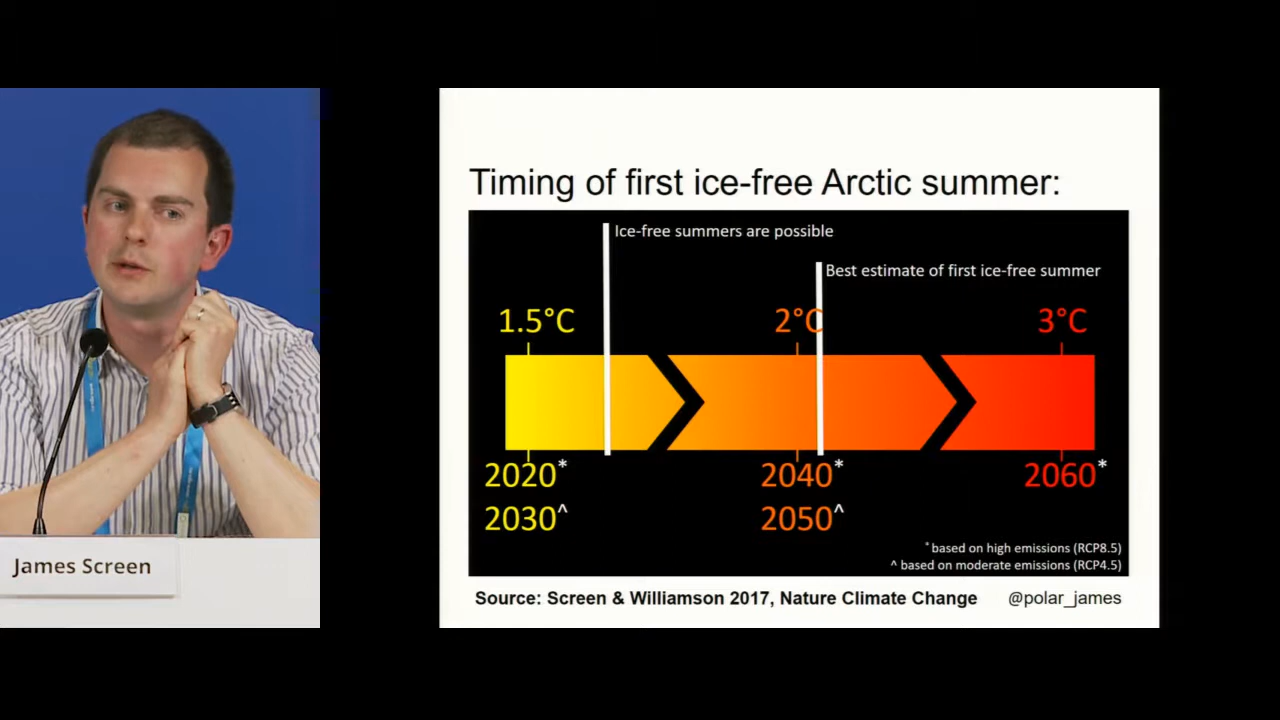 Timing of first ice-free Arctic summer:
Ice-free summers are possible
Best estimate of first ice-free summer
1.5°C 2°C 3°C
2020* 2040* 2060*
2030^ 2050^
* based on high emissions (RCP8.5)
^ based on moderate emissions (RCP4.5)
Source: Screen & Williamson 2017, Nature Climate Change @polar_james
James Screen